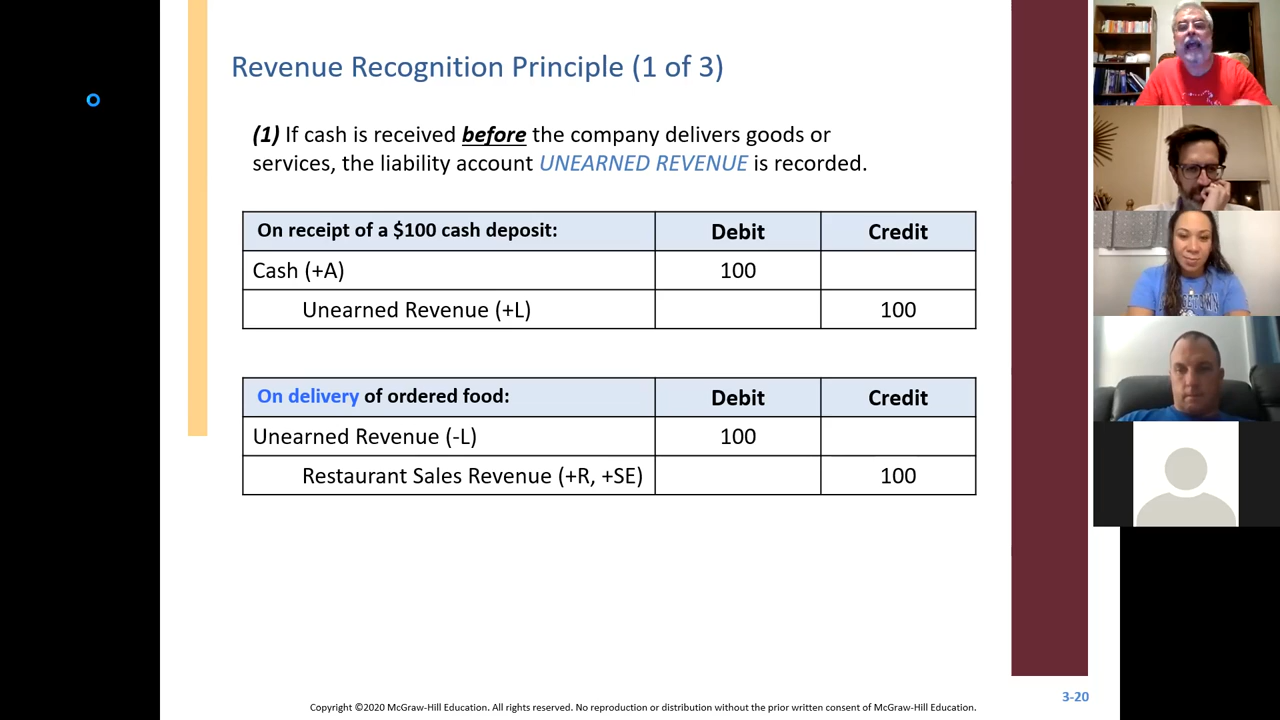 Revenue Recognition Principle (1 of 3)
(1) If cash is received before the company delivers goods or
services, the liability account UNEARNED REVENUE is recorded.
On receipt of a $100 cash deposit: Debit Credit
Cash (+A) 100
Unearned Revenue (+L) 100
On delivery of ordered food: Debit Credit
Unearned Revenue (-L) 100
Restaurant Sales Revenue (+R, +SE) 100
3-20
Copyright ©2020 McGraw-Hill Education. All rights reserved. No reproduction or distribution without the prior written consent of McGraw-Hill Education.